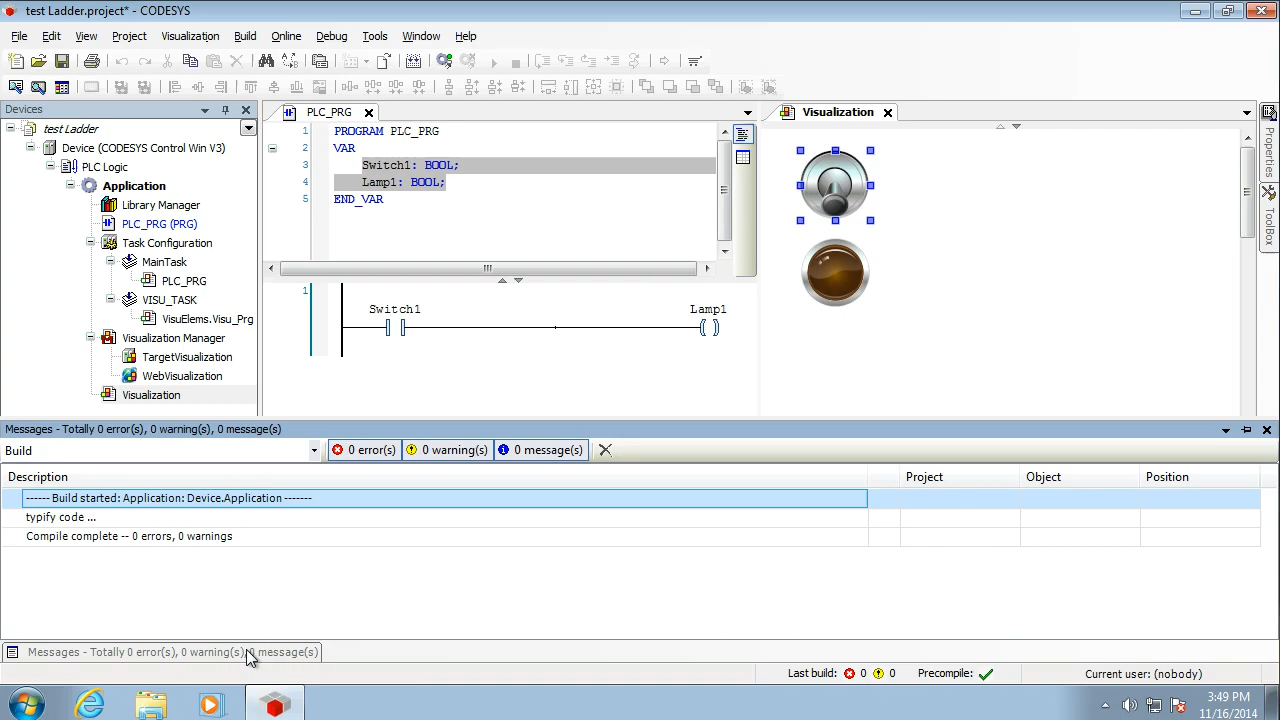 test Ladder.project* - CODESYS
File Edit View Project Visualization Build Online Debug Tools Window Help
Devices
test Ladder
Device (CODESYS Control Win V3)
PLC Logic
Application
Library Manager
PLC_PRG (PRG)
Task Configuration
MainTask
PLC_PRG
VISU_TASK
VisuElems.Visu_Prg
Visualization Manager
TargetVisualization
WebVisualization
Visualization
PLC_PRG
1 PROGRAM PLC_PRG
2 VAR
3 Switch1: BOOL;
4 Lamp1: BOOL;
5 END_VAR
1
Switch1 Lamp1
Visualization
Properties
ToolBox
Messages - Totally 0 error(s), 0 warning(s), 0 message(s)
Build 0 error(s) 0 warning(s) 0 message(s)
Description Project Object Position
------ Build started: Application: Device.Application -------
typify code ...
Compile complete -- 0 errors, 0 warnings
Messages - Totally 0 error(s), 0 warning(s), 0 message(s)
Last build: 0 0 Precompile: Current user: (nobody)
3:49 PM
11/16/2014